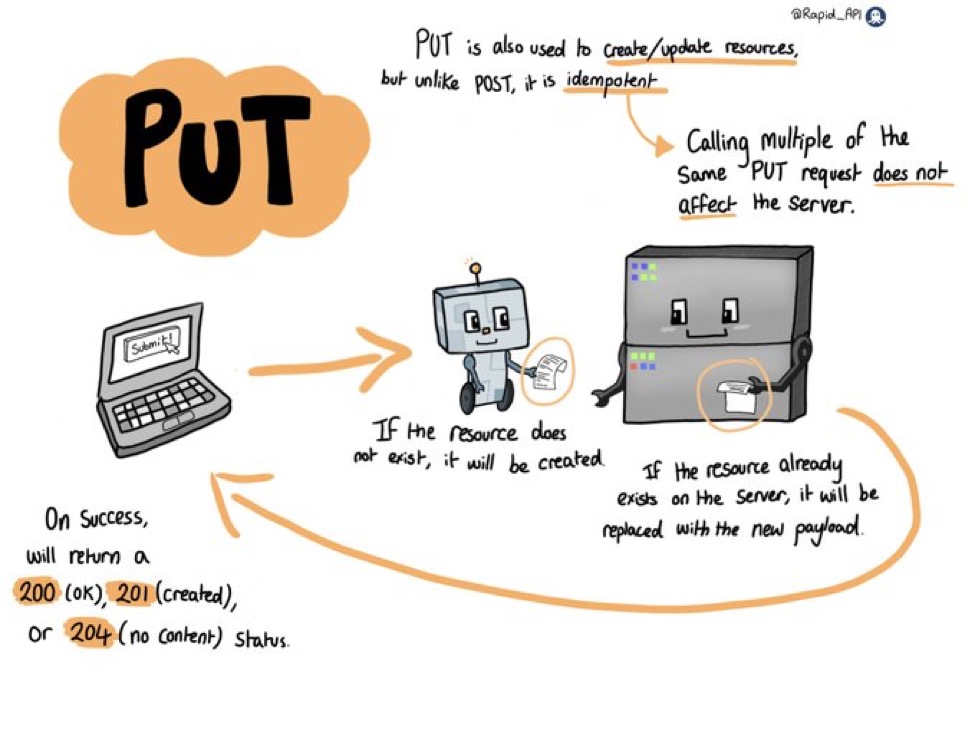 @Rapid_API
PUT
PUT is also used to create/update resources,
but unlike POST, it is idempotent
Calling multiple of the
Same PUT request does not
affect the server.
Submit!
If the resource does
not exist, it will be created.
If the resource already
exists on the server, it will be
replaced with the new payload.
On Success,
will return a
200 (OK), 201 (created),
Or 204 (no content) status.